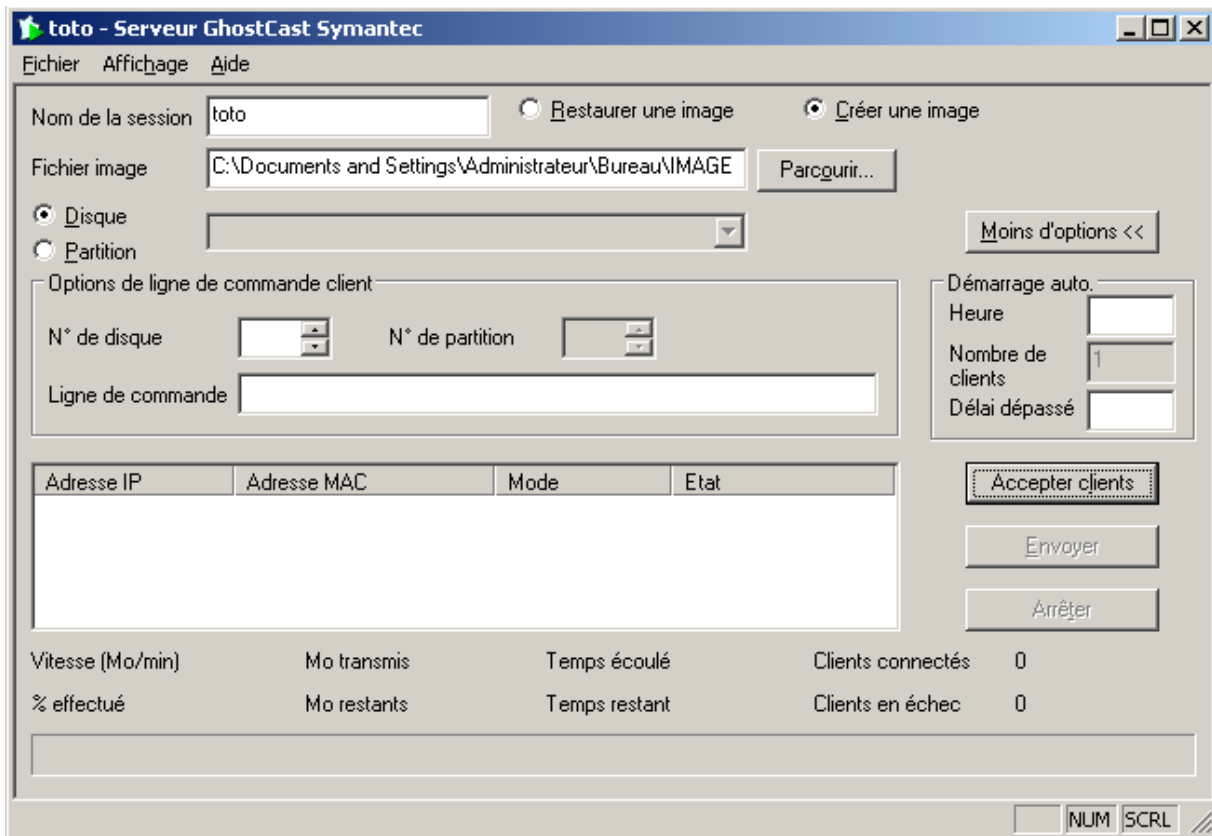 toto - Serveur GhostCast Symantec
Fichier Affichage Aide
Nom de la session toto Restaurer une image Créer une image
Fichier image C:\Documents and Settings\Administrateur\Bureau\IMAGE Parcourir...
Disque
Partition
Moins d'options <<
Options de ligne de commande client
N° de disque N° de partition
Ligne de commande
Démarrage auto.
Heure
Nombre de clients 1
Délai dépassé
Adresse IP Adresse MAC Mode Etat
Accepter clients
Envoyer
Arrêter
Vitesse (Mo/min) Mo transmis Temps écoulé Clients connectés 0
% effectué Mo restants Temps restant Clients en échec 0
NUM SCRL